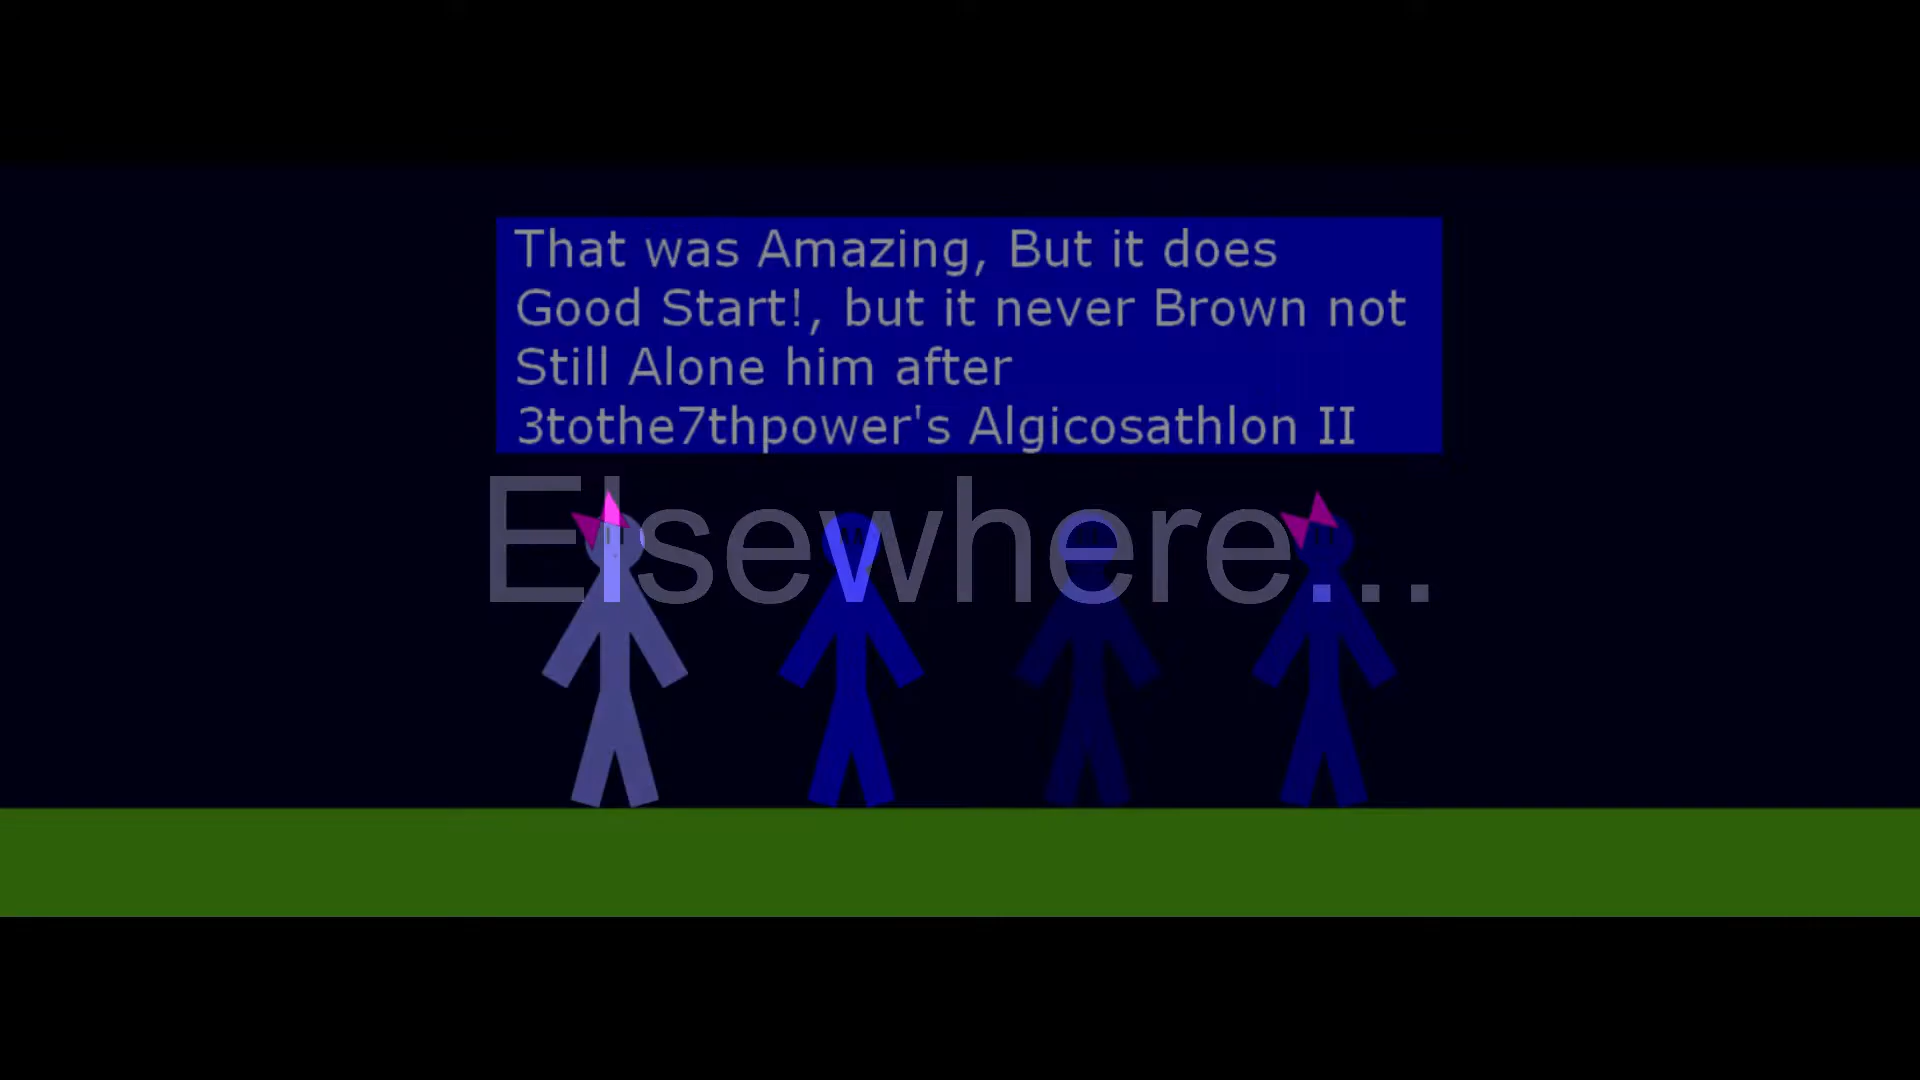 That was Amazing, But it does
Good Start!, but it never Brown not
Still Alone him after
3tothe7thpower's Algicosathlon II
Elsewhere...